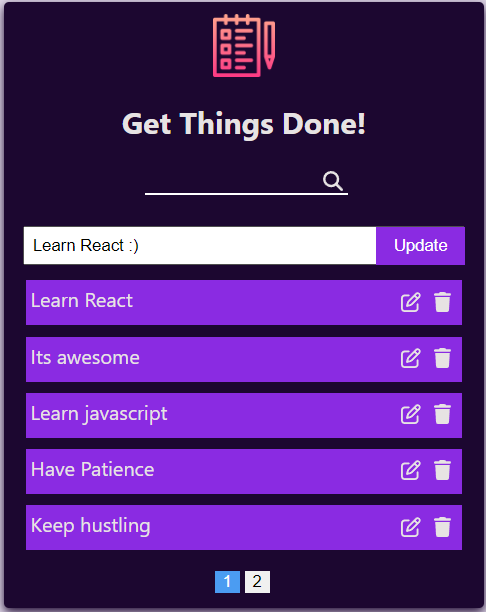 Get Things Done!
Learn React :) Update
Learn React
Its awesome
Learn javascript
Have Patience
Keep hustling
1 2